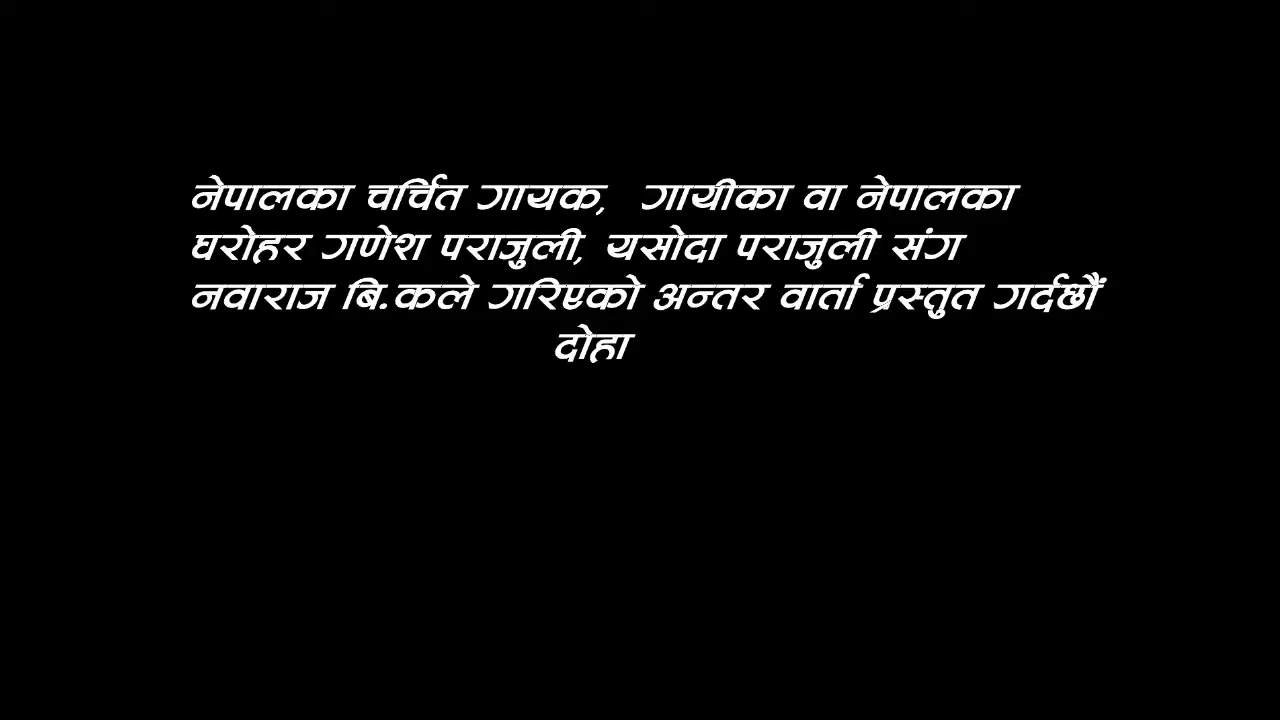 नेपालका चर्चित गायक, गायीका वा नेपालका
घरोहर गणेश पराजुली, यसोदा पराजुली संग
नवाराज बि.कले गरिएको अन्तर वार्ता प्रस्तुत गर्दछौं
दोहा